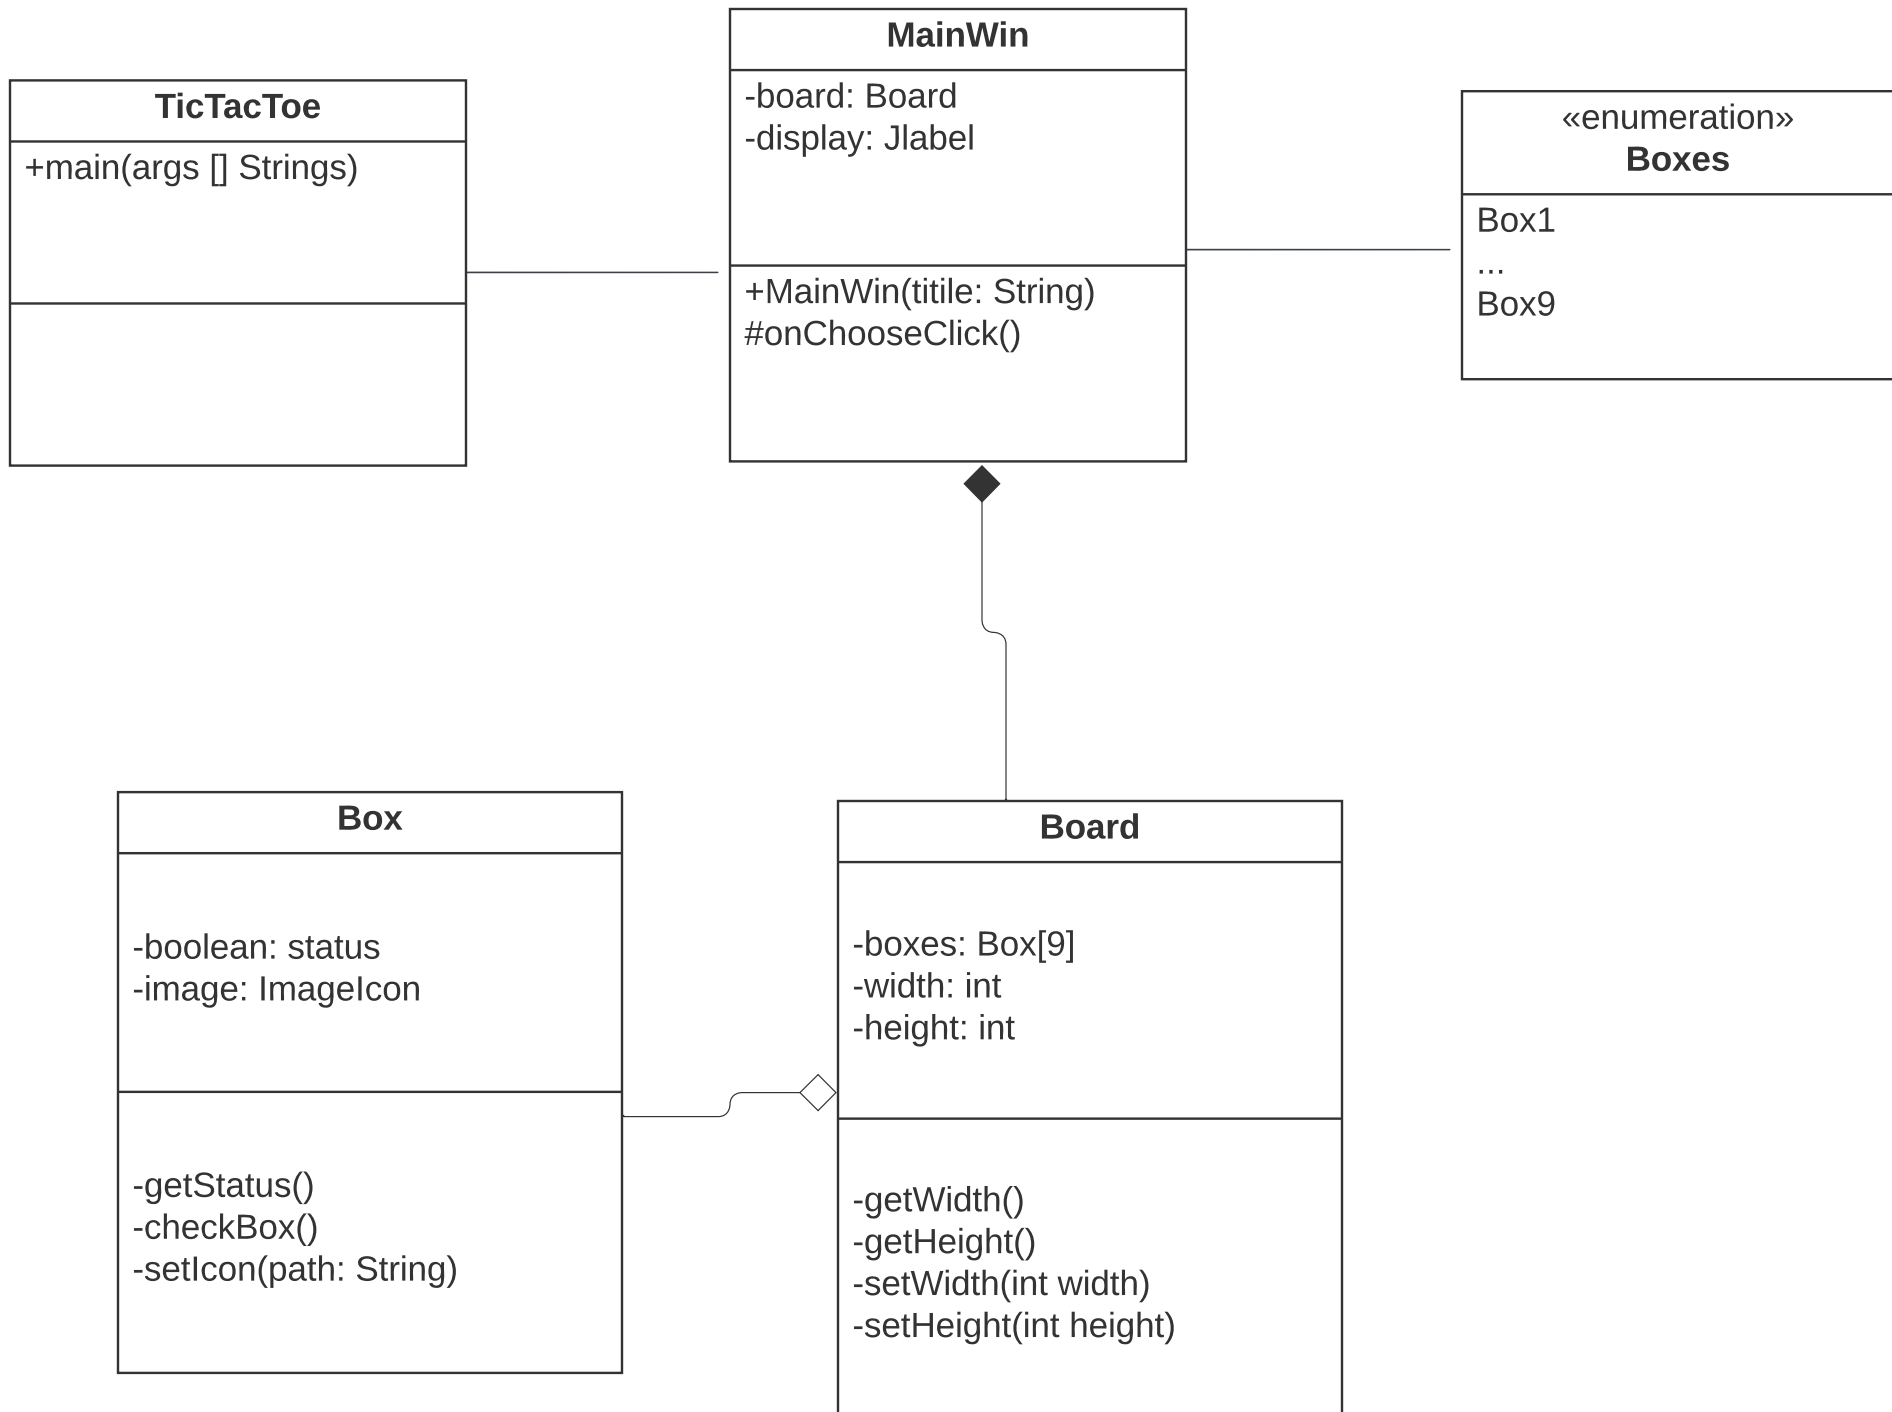 TicTacToe
+main(args [] Strings)
MainWin
-board: Board
-display: Jlabel
+MainWin(titile: String)
#onChooseClick()
«enumeration»
Boxes
Box1
...
Box9
Box
-boolean: status
-image: ImageIcon
-getStatus()
-checkBox()
-setIcon(path: String)
Board
-boxes: Box[9]
-width: int
-height: int
-getWidth()
-getHeight()
-setWidth(int width)
-setHeight(int height)